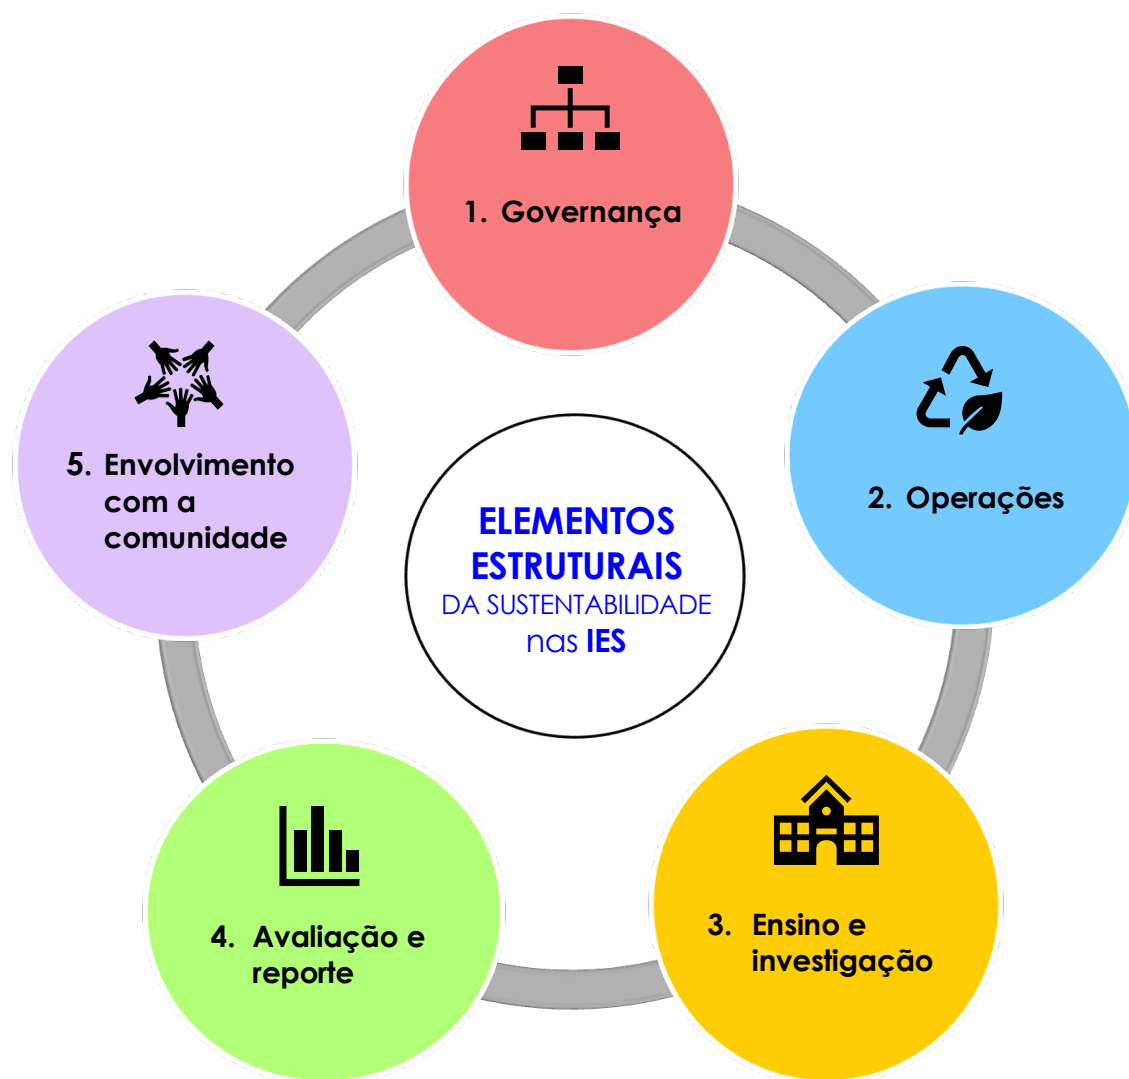 1. Governança
2. Operações
3. Ensino e
investigação
4. Avaliação e
reporte
5. Envolvimento
com a
comunidade
ELEMENTOS
ESTRUTURAIS
DA SUSTENTABILIDADE
nas IES